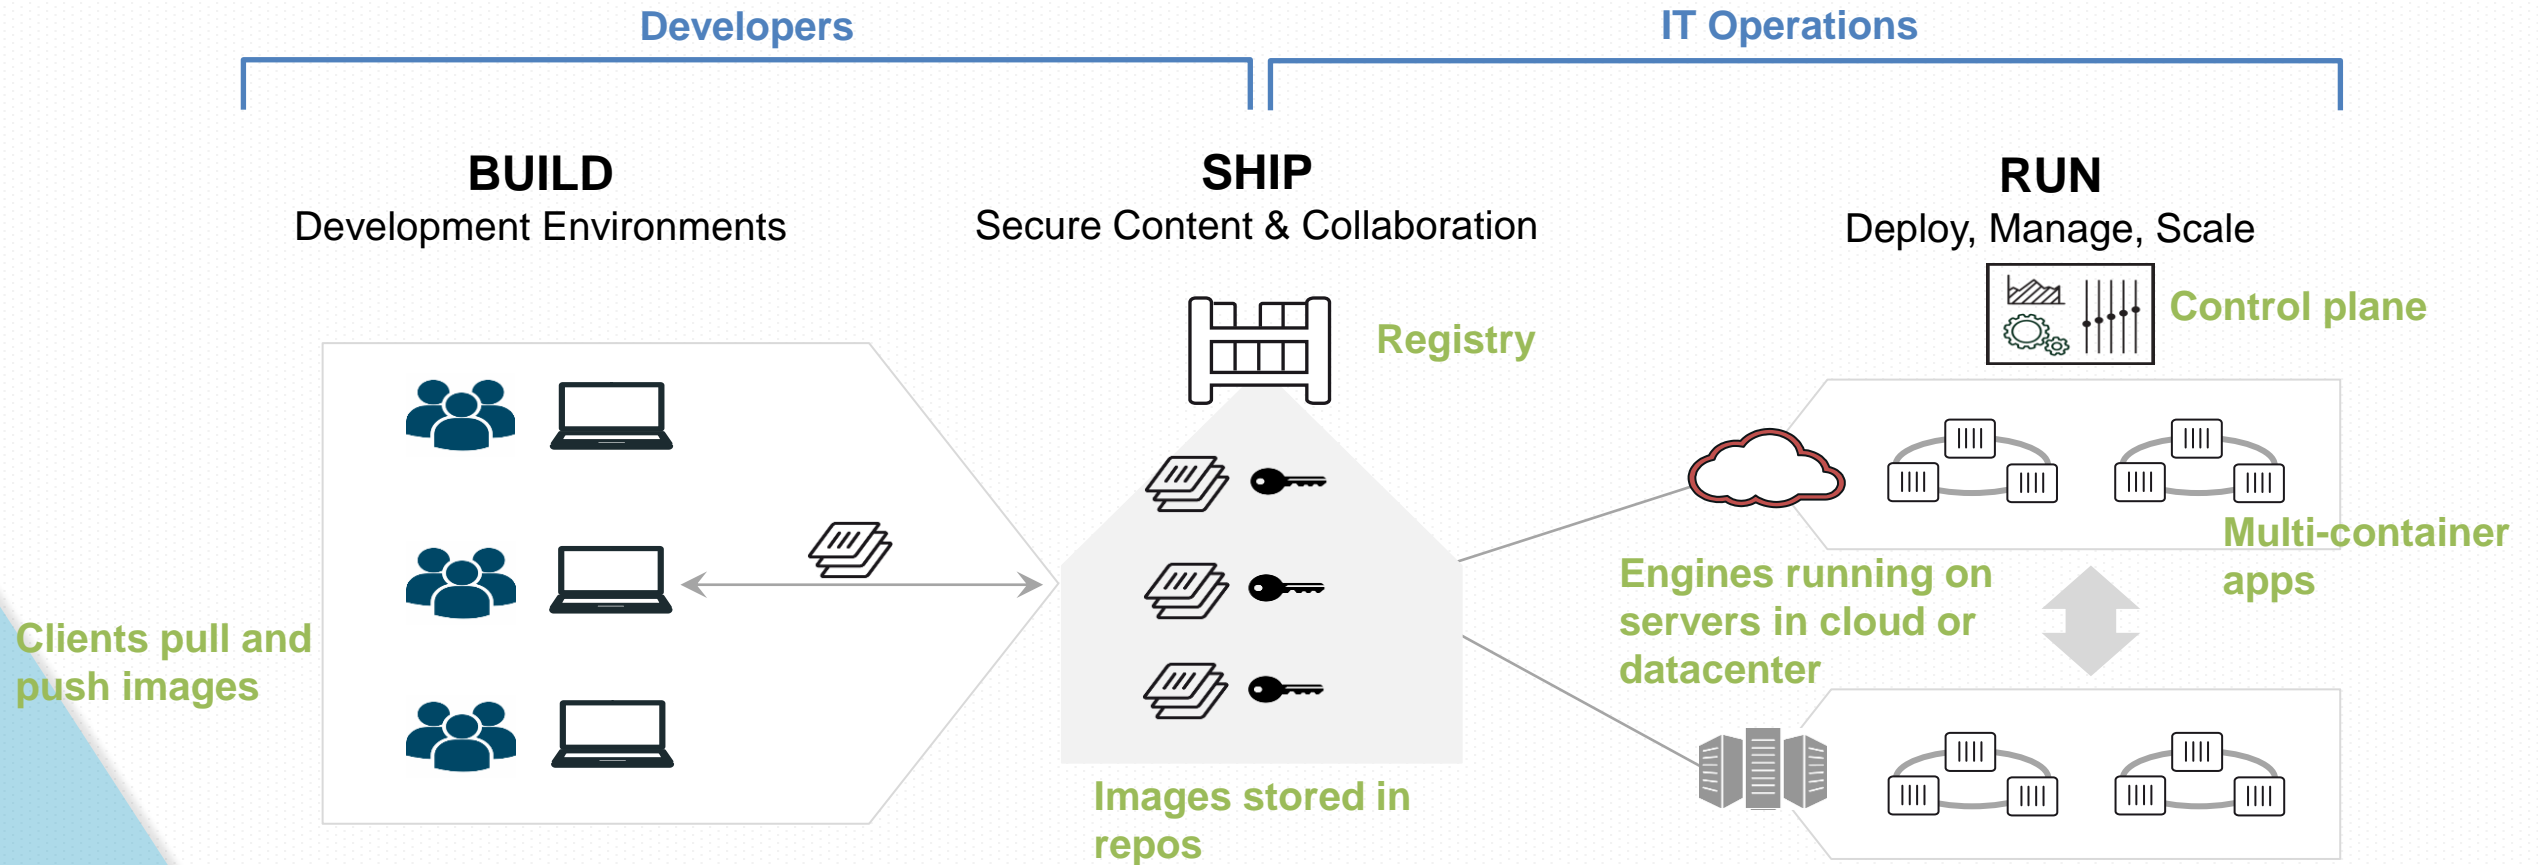 Developers
IT Operations
BUILD
Development Environments
SHIP
Secure Content & Collaboration
RUN
Deploy, Manage, Scale
Control plane
Registry
Multi-container
apps
Engines running on
servers in cloud or
datacenter
Clients pull and
push images
Images stored in
repos